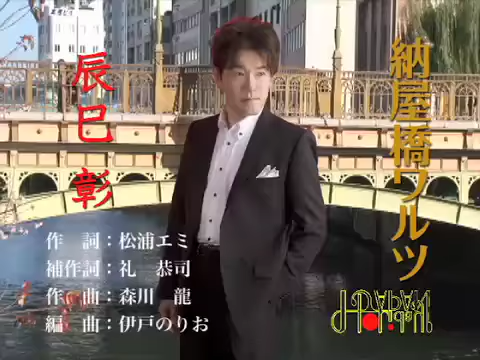 納屋橋ワルツ
辰巳 彰
作　詞：松浦エミ
補作詞：礼　恭司
作　曲：森川　龍
編　曲：伊戸のりお